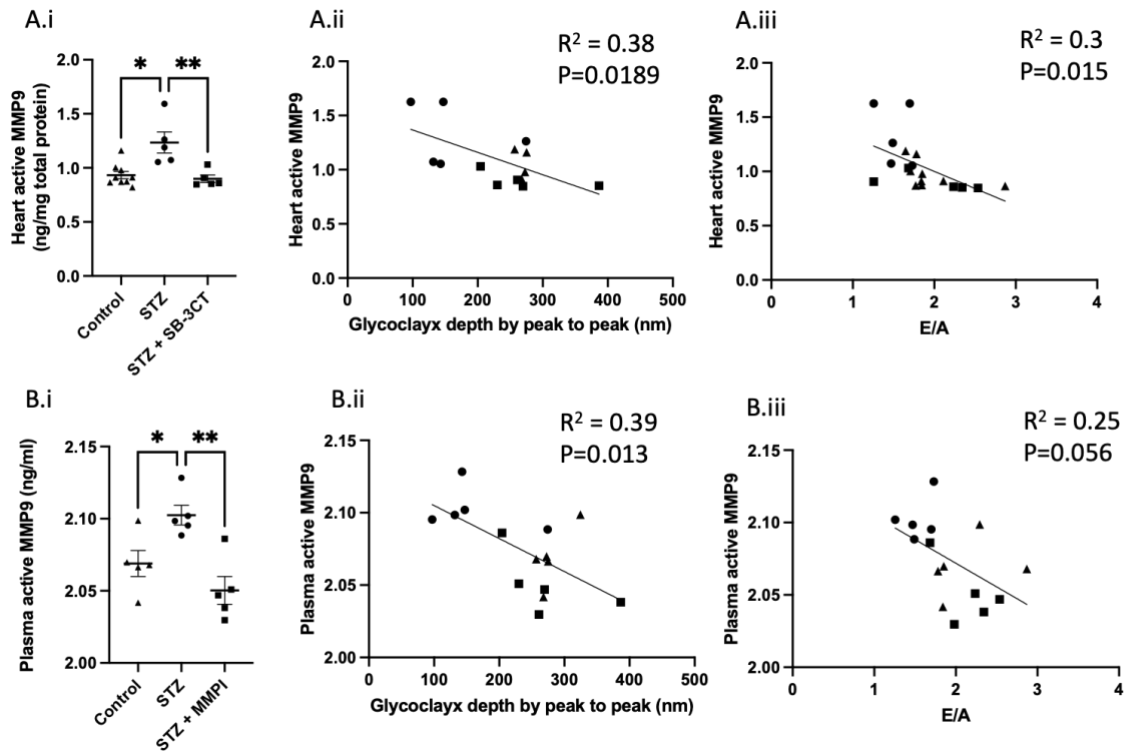 A.i
Heart active MMP9
(ng/mg total protein)
2.0
1.5
1.0
0.5
0.0
* **
Control
STZ
STZ + SB-3CT
A.ii
R² = 0.38
P=0.0189
Heart active MMP9
2.0
1.5
1.0
0.5
0.0
0 100 200 300 400 500
Glycoclayx depth by peak to peak (nm)
A.iii
R² = 0.3
P=0.015
Heart active MMP9
2.0
1.5
1.0
0.5
0.0
0 1 2 3 4
E/A
B.i
Plasma active MMP9 (ng/ml)
2.15
2.10
2.05
2.00
* **
Control
STZ
STZ + MMPI
B.ii
R² = 0.39
P=0.013
Plasma active MMP9
2.15
2.10
2.05
2.00
0 100 200 300 400 500
Glycoclayx depth by peak to peak (nm)
B.iii
R² = 0.25
P=0.056
Plasma active MMP9
2.15
2.10
2.05
2.00
0 1 2 3 4
E/A